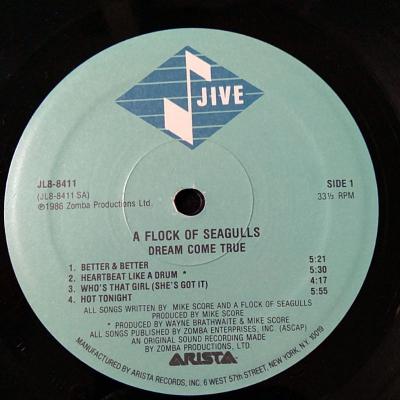 JIVE
JL8-8411
(JL8-8411 SA)
℗1986 Zomba Productions Ltd.
SIDE 1
33⅓ RPM
A FLOCK OF SEAGULLS
DREAM COME TRUE
1. BETTER & BETTER 5:21
2. HEARTBEAT LIKE A DRUM * 5:30
3. WHO'S THAT GIRL (SHE'S GOT IT) 4:17
4. HOT TONIGHT 5:55
ALL SONGS WRITTEN BY MIKE SCORE AND A FLOCK OF SEAGULLS
PRODUCED BY MIKE SCORE
* PRODUCED BY WAYNE BRATHWAITE & MIKE SCORE
ALL SONGS PUBLISHED BY ZOMBA ENTERPRISES, INC. (ASCAP)
AN ORIGINAL SOUND RECORDING MADE
BY ZOMBA PRODUCTIONS, LTD.
ARISTA
MANUFACTURED BY ARISTA RECORDS, INC. 6 WEST 57th STREET, NEW YORK, N.Y. 10019